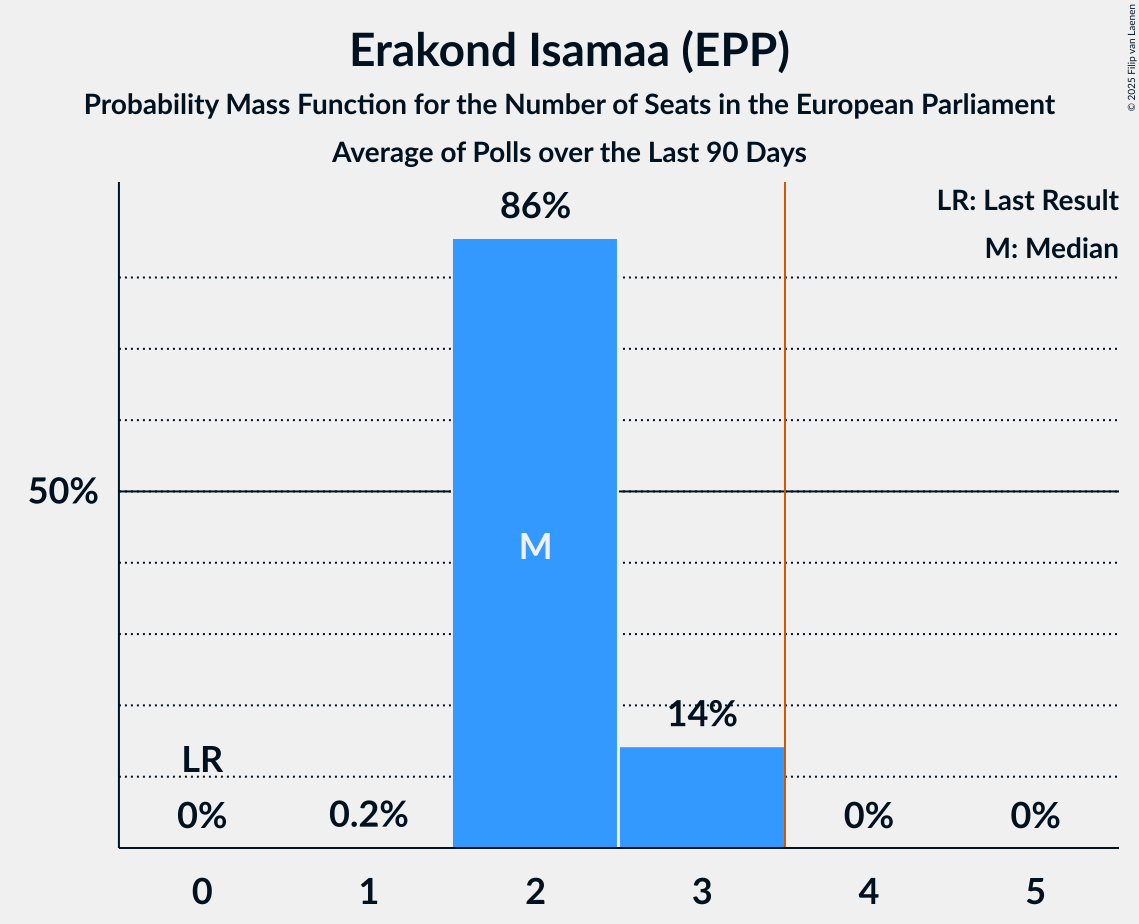 Erakond Isamaa (EPP)
Probability Mass Function for the Number of Seats in the European Parliament
Average of Polls over the Last 90 Days
© 2025 Filip van Laenen
LR: Last Result
M: Median
86%
50%
M
14%
LR
0%
0.2%
0%
0%
0
1
2
3
4
5